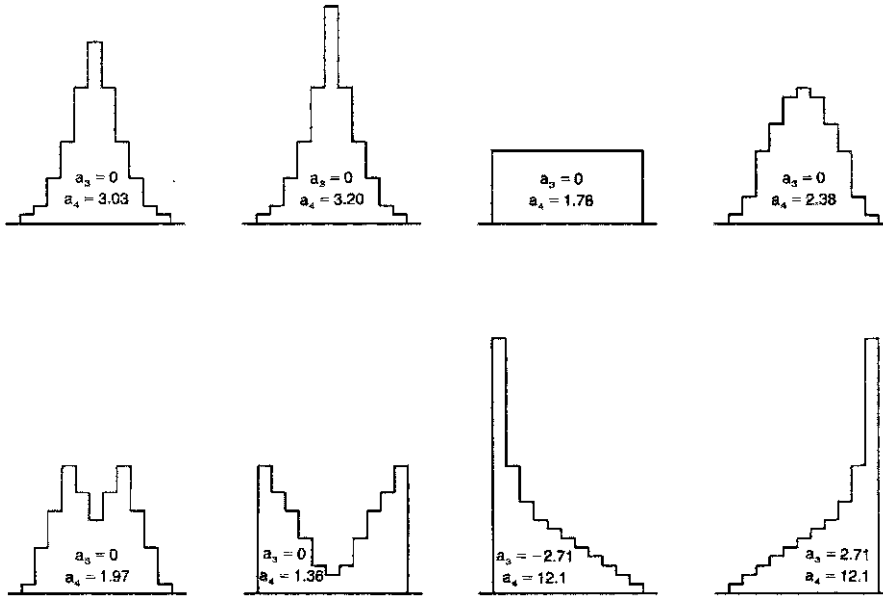 a₃ = 0
a₄ = 3.03
a₃ = 0
a₄ = 3.20
a₃ = 0
a₄ = 1.78
a₃ = 0
a₄ = 2.38
a₃ = 0
a₄ = 1.97
a₃ = 0
a₄ = 1.36
a₃ = −2.71
a₄ = 12.1
a₃ = 2.71
a₄ = 12.1